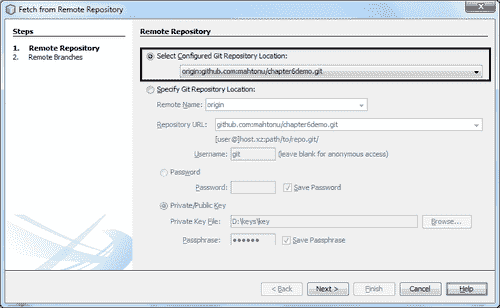 Fetch from Remote Repository
Steps
1. Remote Repository
2. Remote Branches
Remote Repository
Select Configured Git Repository Location:
origin:github.com:mahtonu/chapter6demo.git
Specify Git Repository Location:
Remote Name: origin
Repository URL: github.com:mahtonu/chapter6demo.git
[user@]host.xz:path/to/repo.git/
Username: git (leave blank for anonymous access)
Password
Password: Save Password
Private/Public Key
Private Key File: D:\keys\key Browse...
Passphrase: •••••• Save Passphrase
< Back Next > Finish Cancel Help